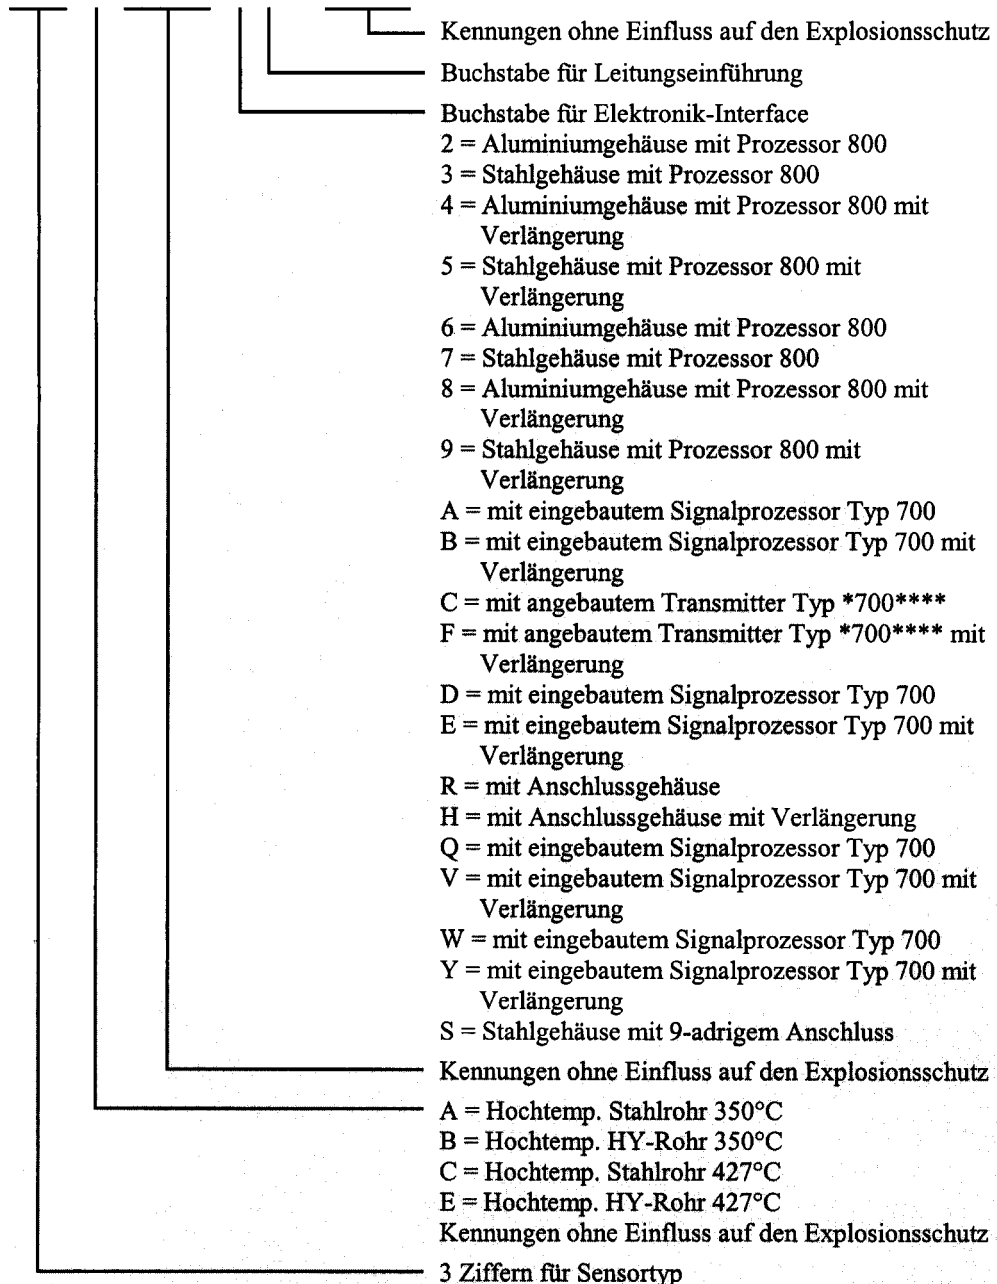 Kennungen ohne Einfluss auf den Explosionsschutz
Buchstabe für Leitungseinführung
Buchstabe für Elektronik-Interface
2 = Aluminiumgehäuse mit Prozessor 800
3 = Stahlgehäuse mit Prozessor 800
4 = Aluminiumgehäuse mit Prozessor 800 mit
Verlängerung
5 = Stahlgehäuse mit Prozessor 800 mit
Verlängerung
6 = Aluminiumgehäuse mit Prozessor 800
7 = Stahlgehäuse mit Prozessor 800
8 = Aluminiumgehäuse mit Prozessor 800 mit
Verlängerung
9 = Stahlgehäuse mit Prozessor 800 mit
Verlängerung
A = mit eingebautem Signalprozessor Typ 700
B = mit eingebautem Signalprozessor Typ 700 mit
Verlängerung
C = mit angebautem Transmitter Typ *700****
F = mit angebautem Transmitter Typ *700**** mit
Verlängerung
D = mit eingebautem Signalprozessor Typ 700
E = mit eingebautem Signalprozessor Typ 700 mit
Verlängerung
R = mit Anschlussgehäuse
H = mit Anschlussgehäuse mit Verlängerung
Q = mit eingebautem Signalprozessor Typ 700
V = mit eingebautem Signalprozessor Typ 700 mit
Verlängerung
W = mit eingebautem Signalprozessor Typ 700
Y = mit eingebautem Signalprozessor Typ 700 mit
Verlängerung
S = Stahlgehäuse mit 9-adrigem Anschluss
Kennungen ohne Einfluss auf den Explosionsschutz
A = Hochtemp. Stahlrohr 350°C
B = Hochtemp. HY-Rohr 350°C
C = Hochtemp. Stahlrohr 427°C
E = Hochtemp. HY-Rohr 427°C
Kennungen ohne Einfluss auf den Explosionsschutz
3 Ziffern für Sensortyp